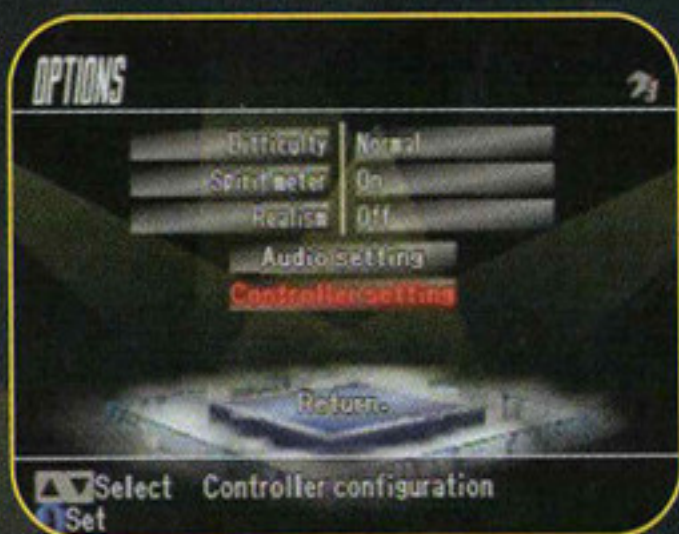 OPTIONS
Difficulty Normal
Spirit meter On
Realism Off
Audio setting
Controller setting
Return.
Select Controller configuration
Set